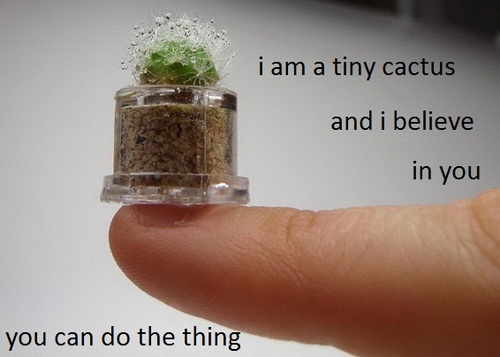 i am a tiny cactus
and i believe
in you
you can do the thing